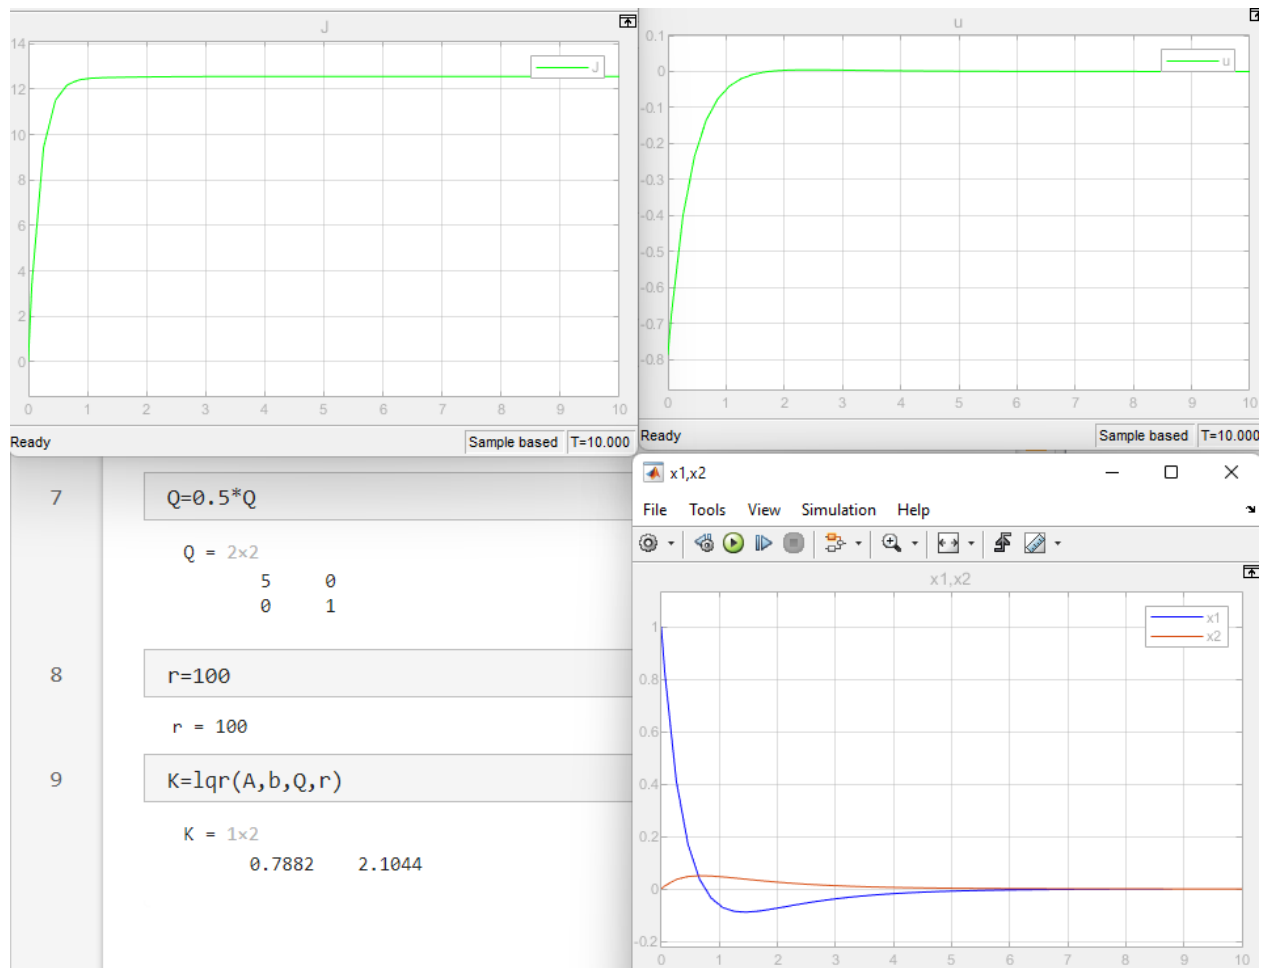 J
14
12
10
8
6
4
2
0
J
0 1 2 3 4 5 6 7 8 9 10
Ready
Sample based T=10.000
u
0.1
0
-0.1
-0.2
-0.3
-0.4
-0.5
-0.6
-0.7
-0.8
u
0 1 2 3 4 5 6 7 8 9 10
Ready
Sample based T=10.000
7 Q=0.5*Q
Q = 2×2
5 0
0 1
8 r=100
r = 100
9 K=lqr(A,b,Q,r)
K = 1×2
0.7882 2.1044
x1,x2
File Tools View Simulation Help
x1,x2
1
0.8
0.6
0.4
0.2
0
-0.2
x1
x2
0 1 2 3 4 5 6 7 8 9 10